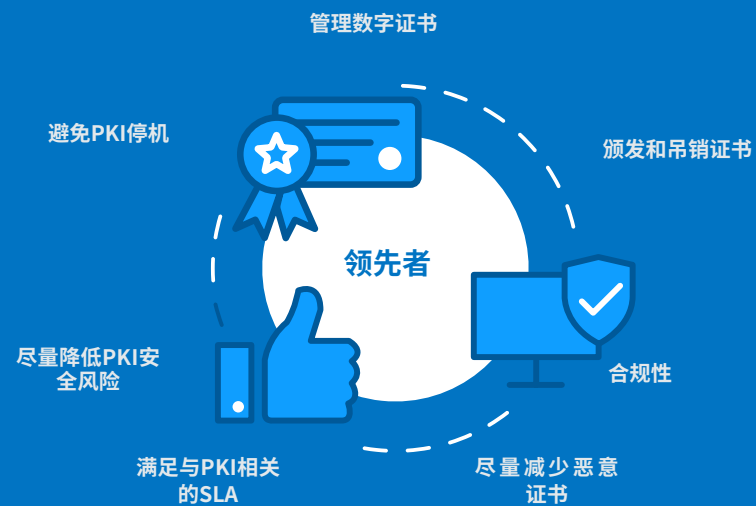 管理数字证书
避免PKI停机
颁发和吊销证书
领先者
尽量降低PKI安
全风险
合规性
满足与PKI相关
的SLA
尽量减少恶意
证书